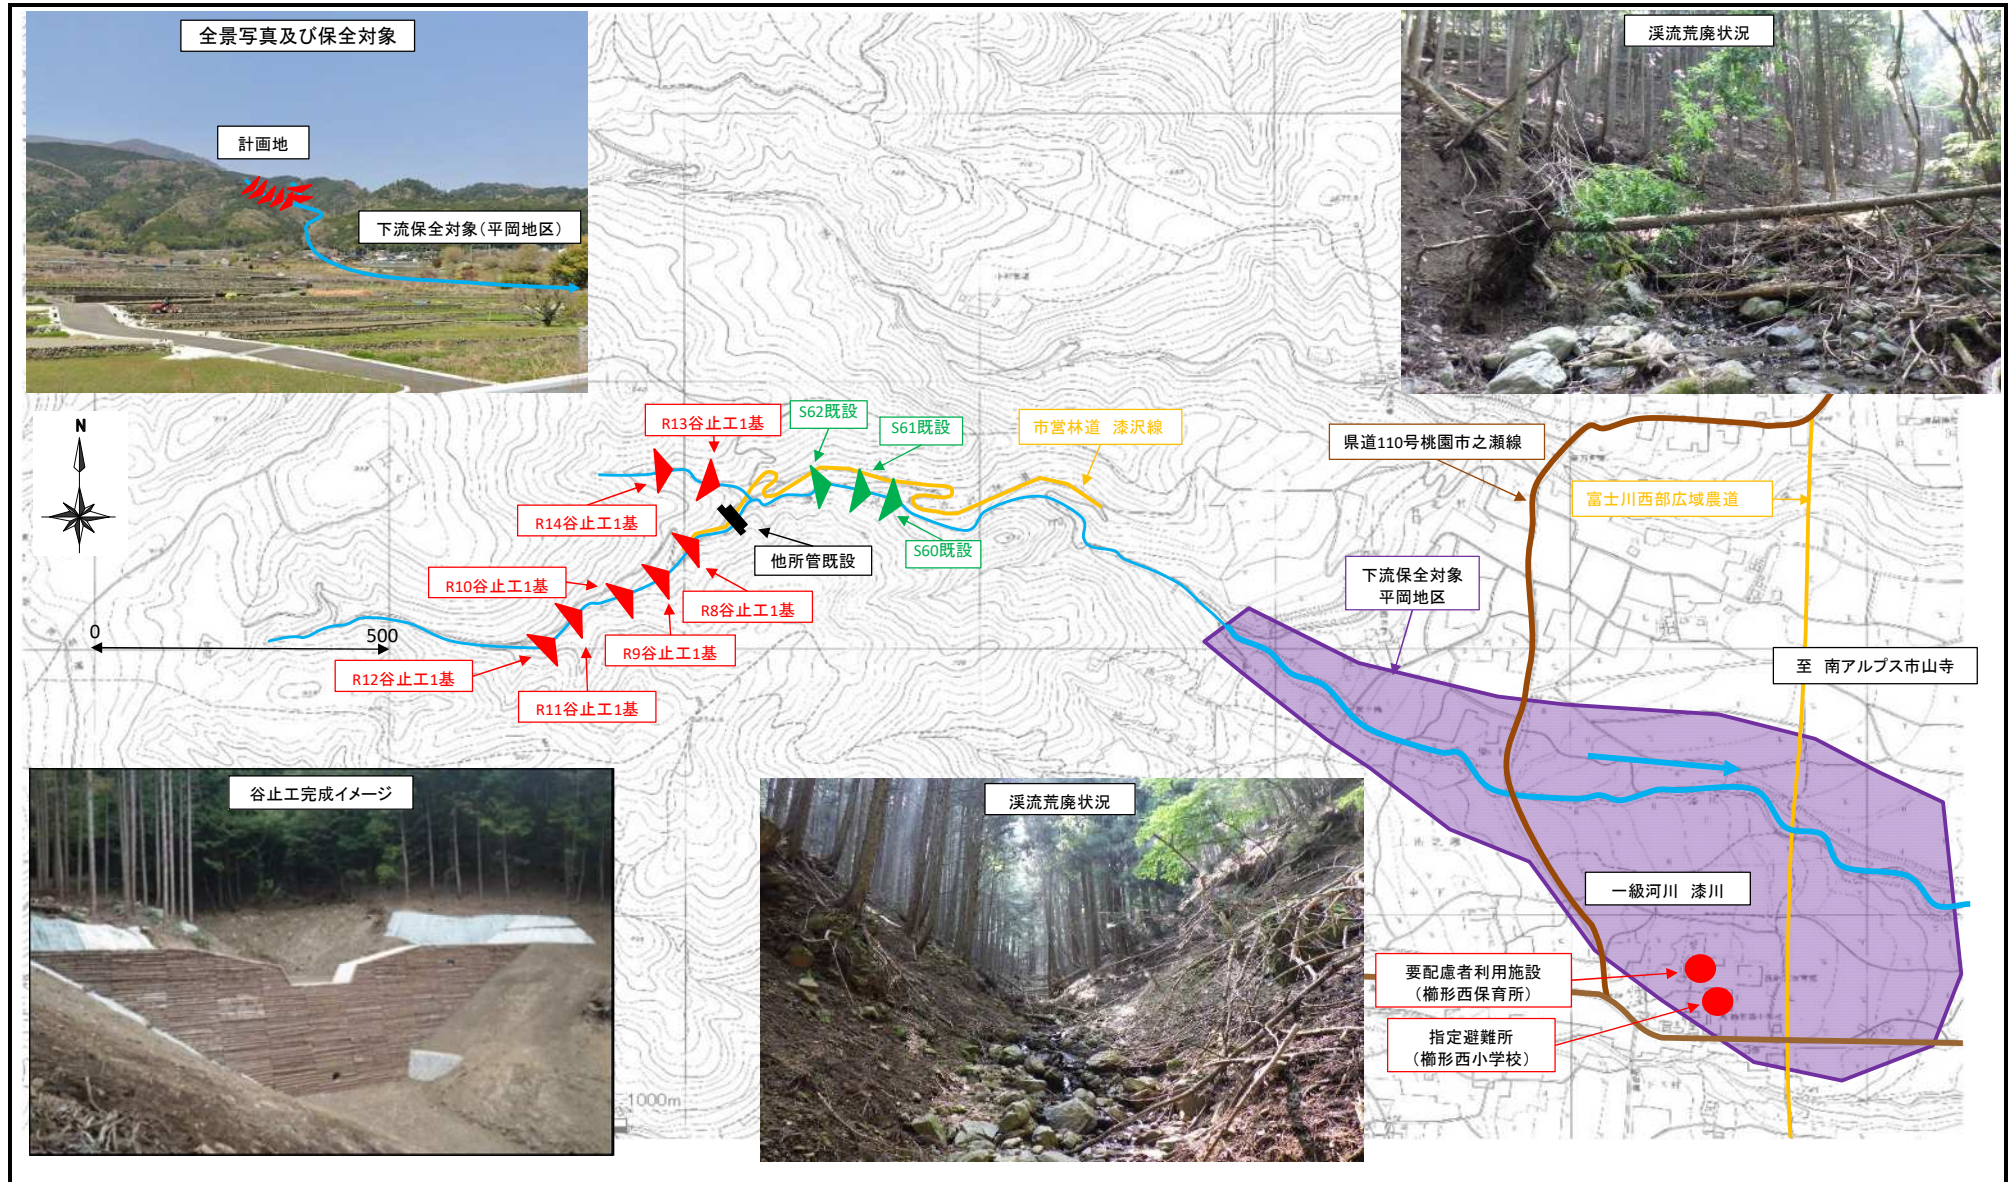 全景写真及び保全対象
計画地
下流保全対象(平岡地区)
渓流荒廃状況
N
0
500
R13谷止工1基
S62既設
S61既設
市営林道 漆沢線
R14谷止工1基
S60既設
他所管既設
R10谷止工1基
R8谷止工1基
R9谷止工1基
R12谷止工1基
R11谷止工1基
県道110号桃園市之瀬線
富士川西部広域農道
下流保全対象
平岡地区
至 南アルプス市山寺
谷止工完成イメージ
渓流荒廃状況
一級河川 漆川
要配慮者利用施設
(櫛形西保育所)
指定避難所
(櫛形西小学校)
1000m